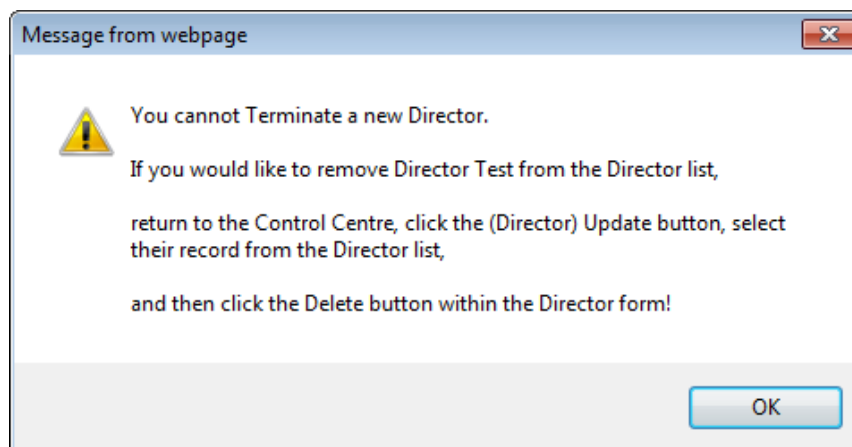 Message from webpage
You cannot Terminate a new Director.
If you would like to remove Director Test from the Director list,
return to the Control Centre, click the (Director) Update button, select
their record from the Director list,
and then click the Delete button within the Director form!
OK